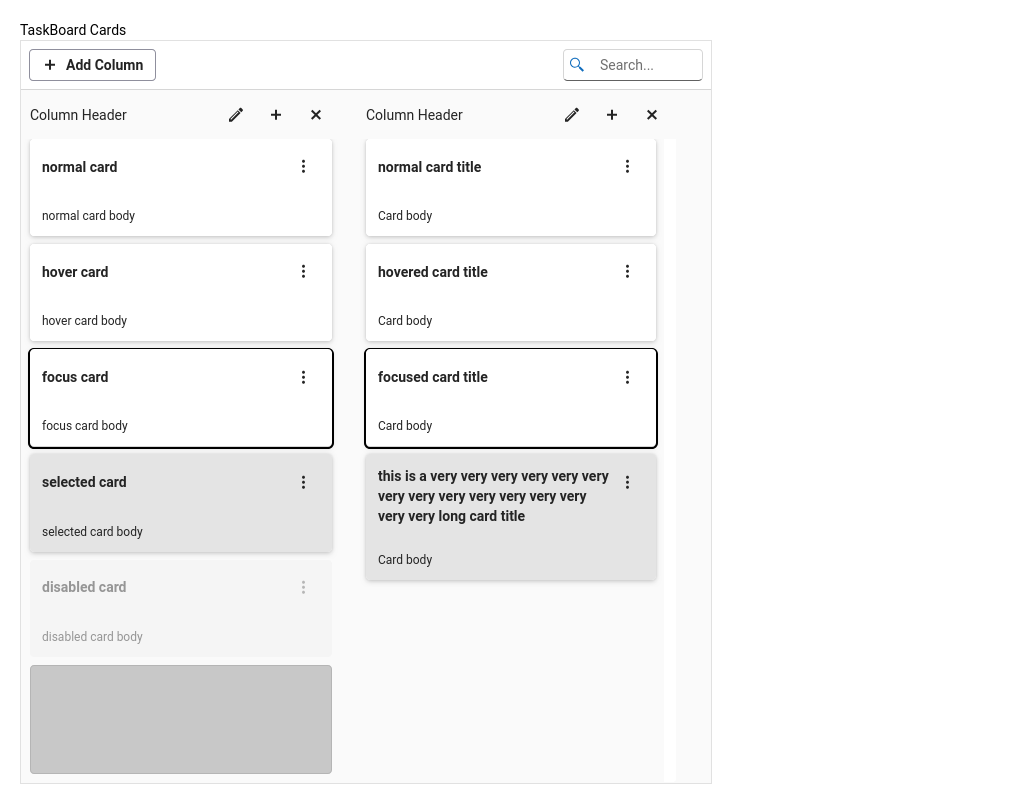 TaskBoard Cards
Add Column
Search...
Column Header
normal card
normal card body
hover card
hover card body
focus card
focus card body
selected card
selected card body
disabled card
disabled card body
Column Header
normal card title
Card body
hovered card title
Card body
focused card title
Card body
this is a very very very very very very
very very very very very very very
very very long card title
Card body